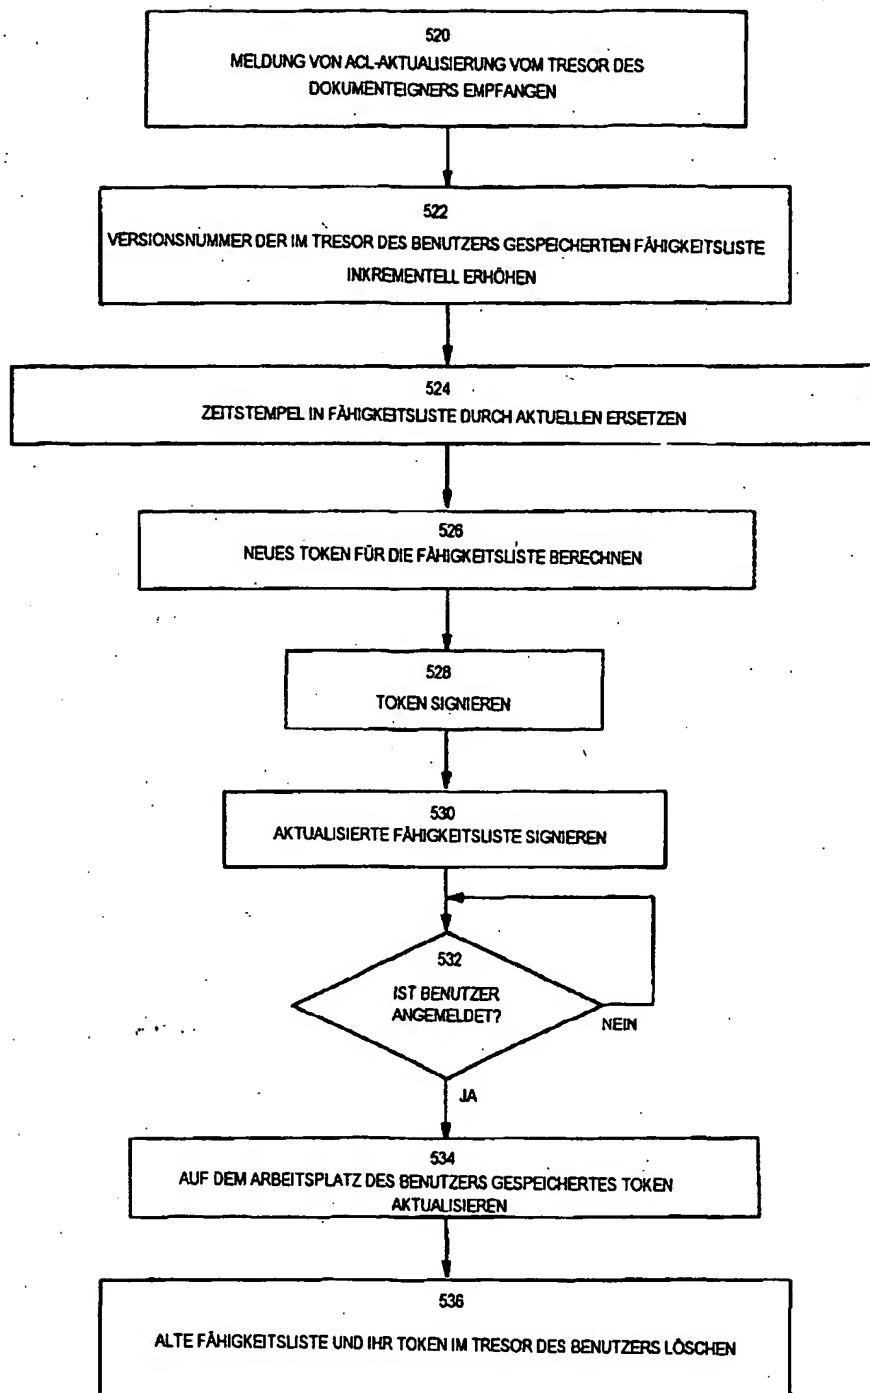 520
MELDUNG VON ACL-AKTUALISIERUNG VOM TRESOR DES
DOKUMENTEIGNERS EMPFANGEN
522
VERSIONSNUMMER DER IM TRESOR DES BENUTZERS GESPEICHERTEN FÄHIGKEITSLISTE
INKREMENTELL ERHÖHEN
524
ZEITSTEMPEL IN FÄHIGKEITSLISTE DURCH AKTUELLEN ERSETZEN
526
NEUES TOKEN FÜR DIE FÄHIGKEITSLISTE BERECHNEN
528
TOKEN SIGNIEREN
530
AKTUALISIERTE FÄHIGKEITSLISTE SIGNIEREN
532
IST BENUTZER
ANGEMELDET?
NEIN
JA
534
AUF DEM ARBEITSPLATZ DES BENUTZERS GESPEICHERTES TOKEN
AKTUALISIEREN
536
ALTE FÄHIGKEITSLISTE UND IHR TOKEN IM TRESOR DES BENUTZERS LÖSCHEN